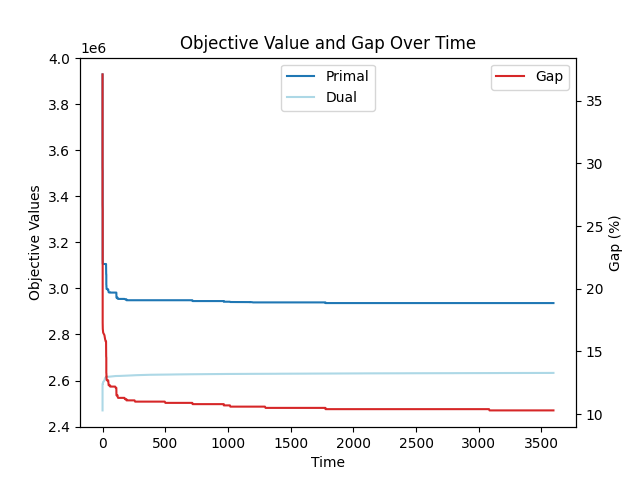 Objective Value and Gap Over Time
1e6
Primal
Dual
Gap
4.0
3.8
3.6
3.4
3.2
3.0
2.8
2.6
2.4
Objective Values
35
30
25
20
15
10
Gap (%)
0 500 1000 1500 2000 2500 3000 3500
Time